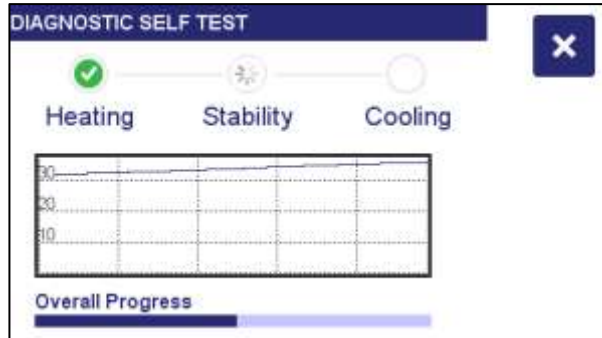 DIAGNOSTIC SELF TEST
Heating Stability Cooling
30
20
10
Overall Progress